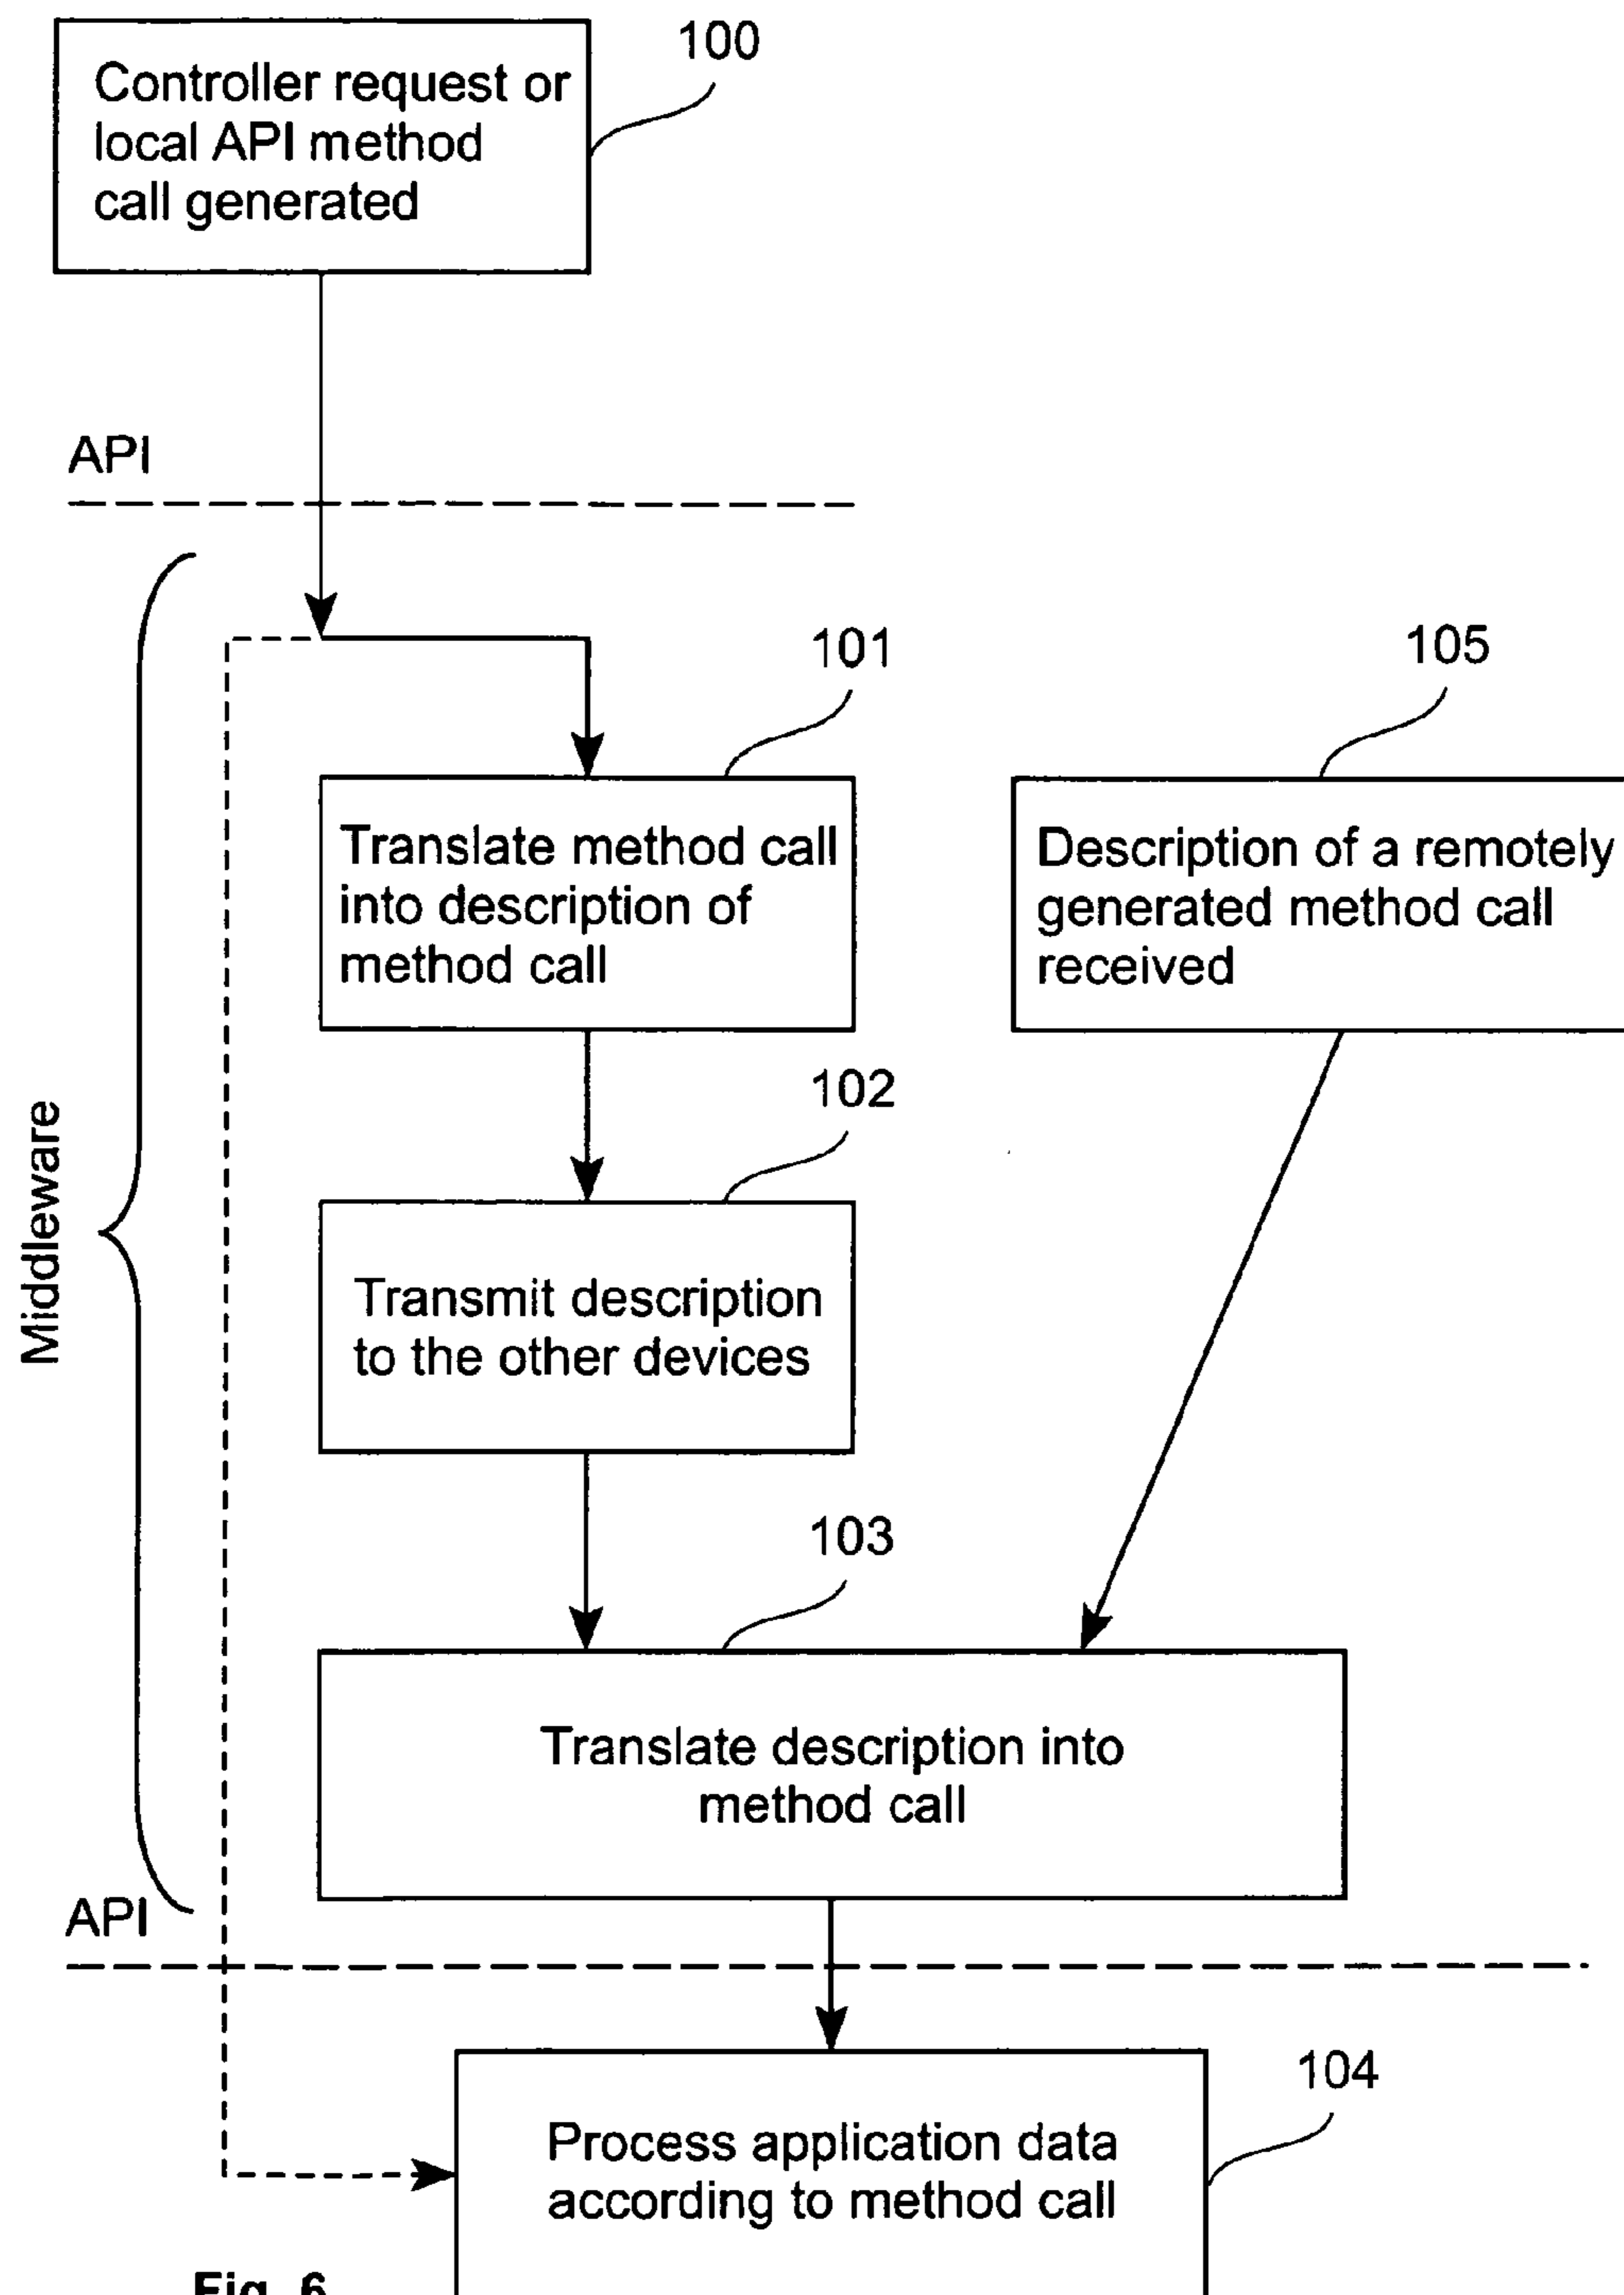 100
Controller request or
local API method
call generated
API
101
105
Translate method call
into description of
method call
Description of a remotely
generated method call
received
102
Middleware
Transmit description
to the other devices
103
Translate description into
method call
API
104
Process application data
according to method call
Fig. 6